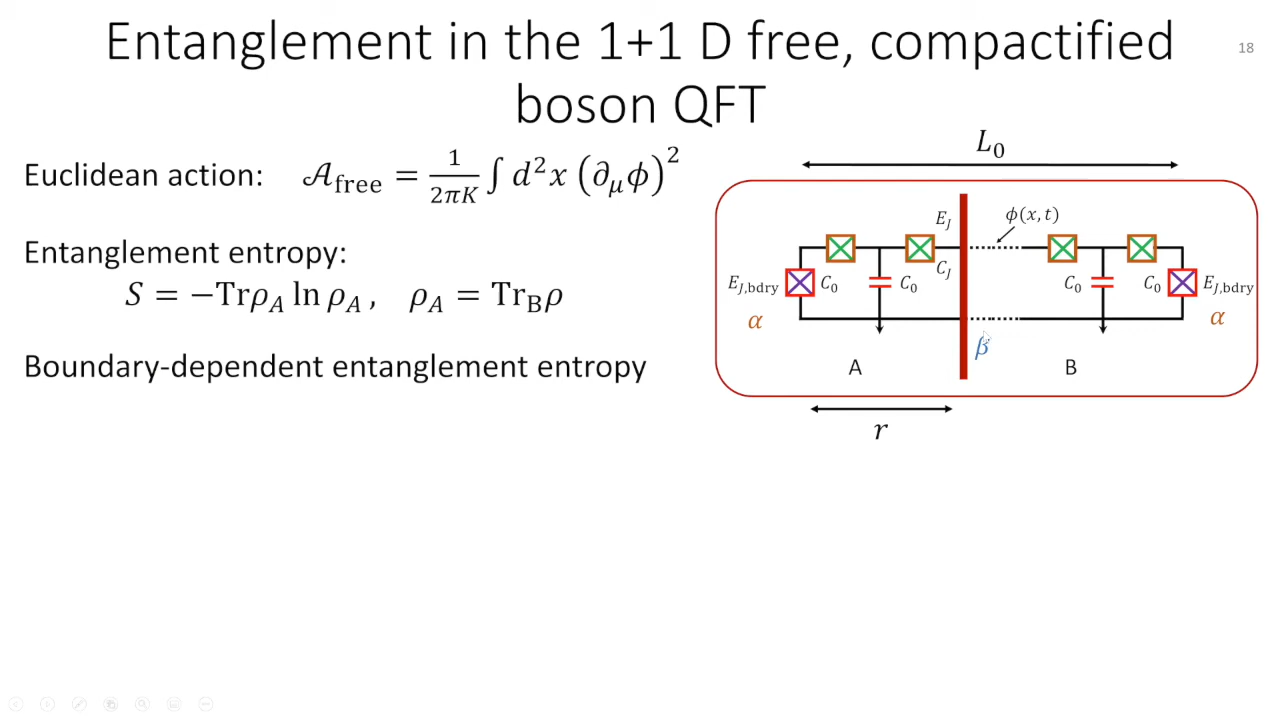 Entanglement in the 1+1 D free, compactified
boson QFT
18
Euclidean action: 𝒜_free = 1/(2πK) ∫ d²x (∂_μ ϕ)²
Entanglement entropy:
S = −Trρ_A ln ρ_A , ρ_A = Tr_B ρ
Boundary-dependent entanglement entropy
L₀
E_J ϕ(x, t)
E_J,bdry C₀ C₀ C_J C₀ C₀ E_J,bdry
α β α
A B
r